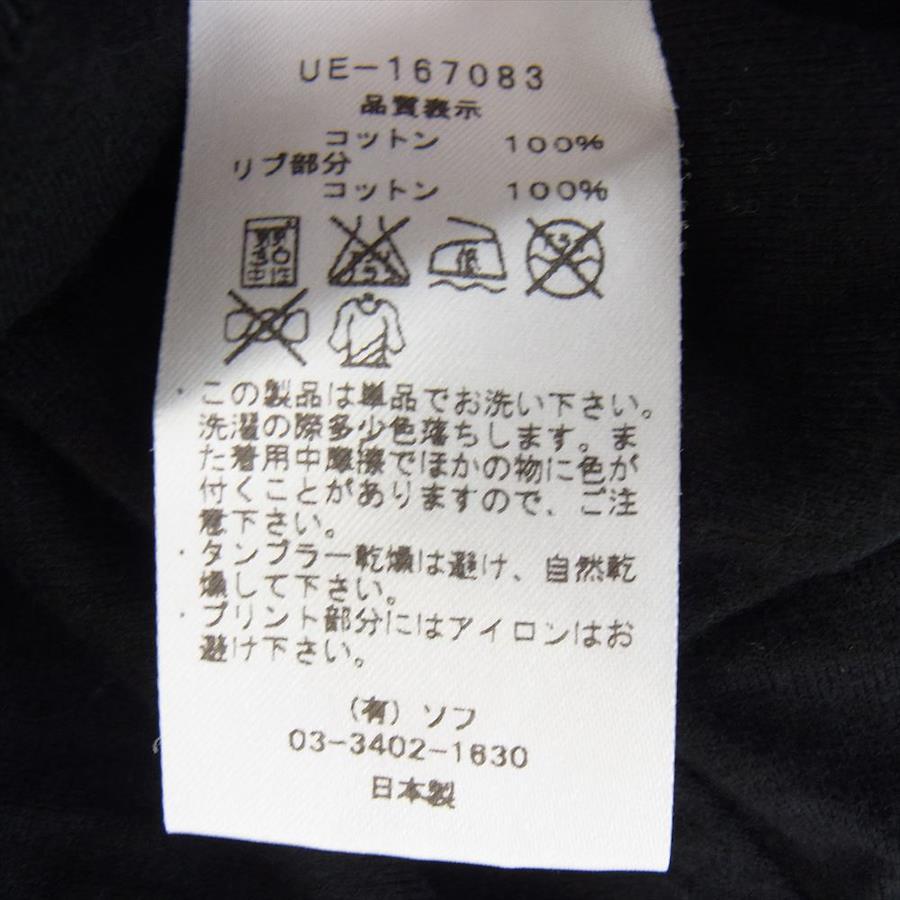 UE-167083
品質表示
コットン 100%
リブ部分
コットン 100%
低
・この製品は単品でお洗い下さい。
洗濯の際多少色落ちします。ま
た着用中摩擦でほかの物に色が
付くことがありますので、ご注
意下さい。
・タンブラー乾燥は避け、自然乾
燥して下さい。
・プリント部分にはアイロンはお
避け下さい。
(有)ソフ
03-3402-1630
日本製